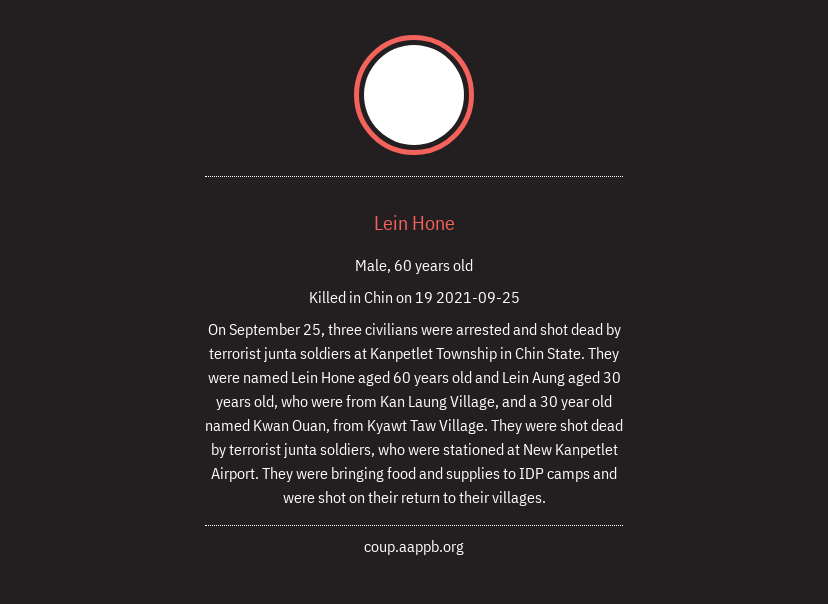 Lein Hone
Male, 60 years old
Killed in Chin on 19 2021-09-25
On September 25, three civilians were arrested and shot dead by
terrorist junta soldiers at Kanpetlet Township in Chin State. They
were named Lein Hone aged 60 years old and Lein Aung aged 30
years old, who were from Kan Laung Village, and a 30 year old
named Kwan Ouan, from Kyawt Taw Village. They were shot dead
by terrorist junta soldiers, who were stationed at New Kanpetlet
Airport. They were bringing food and supplies to IDP camps and
were shot on their return to their villages.
coup.aappb.org